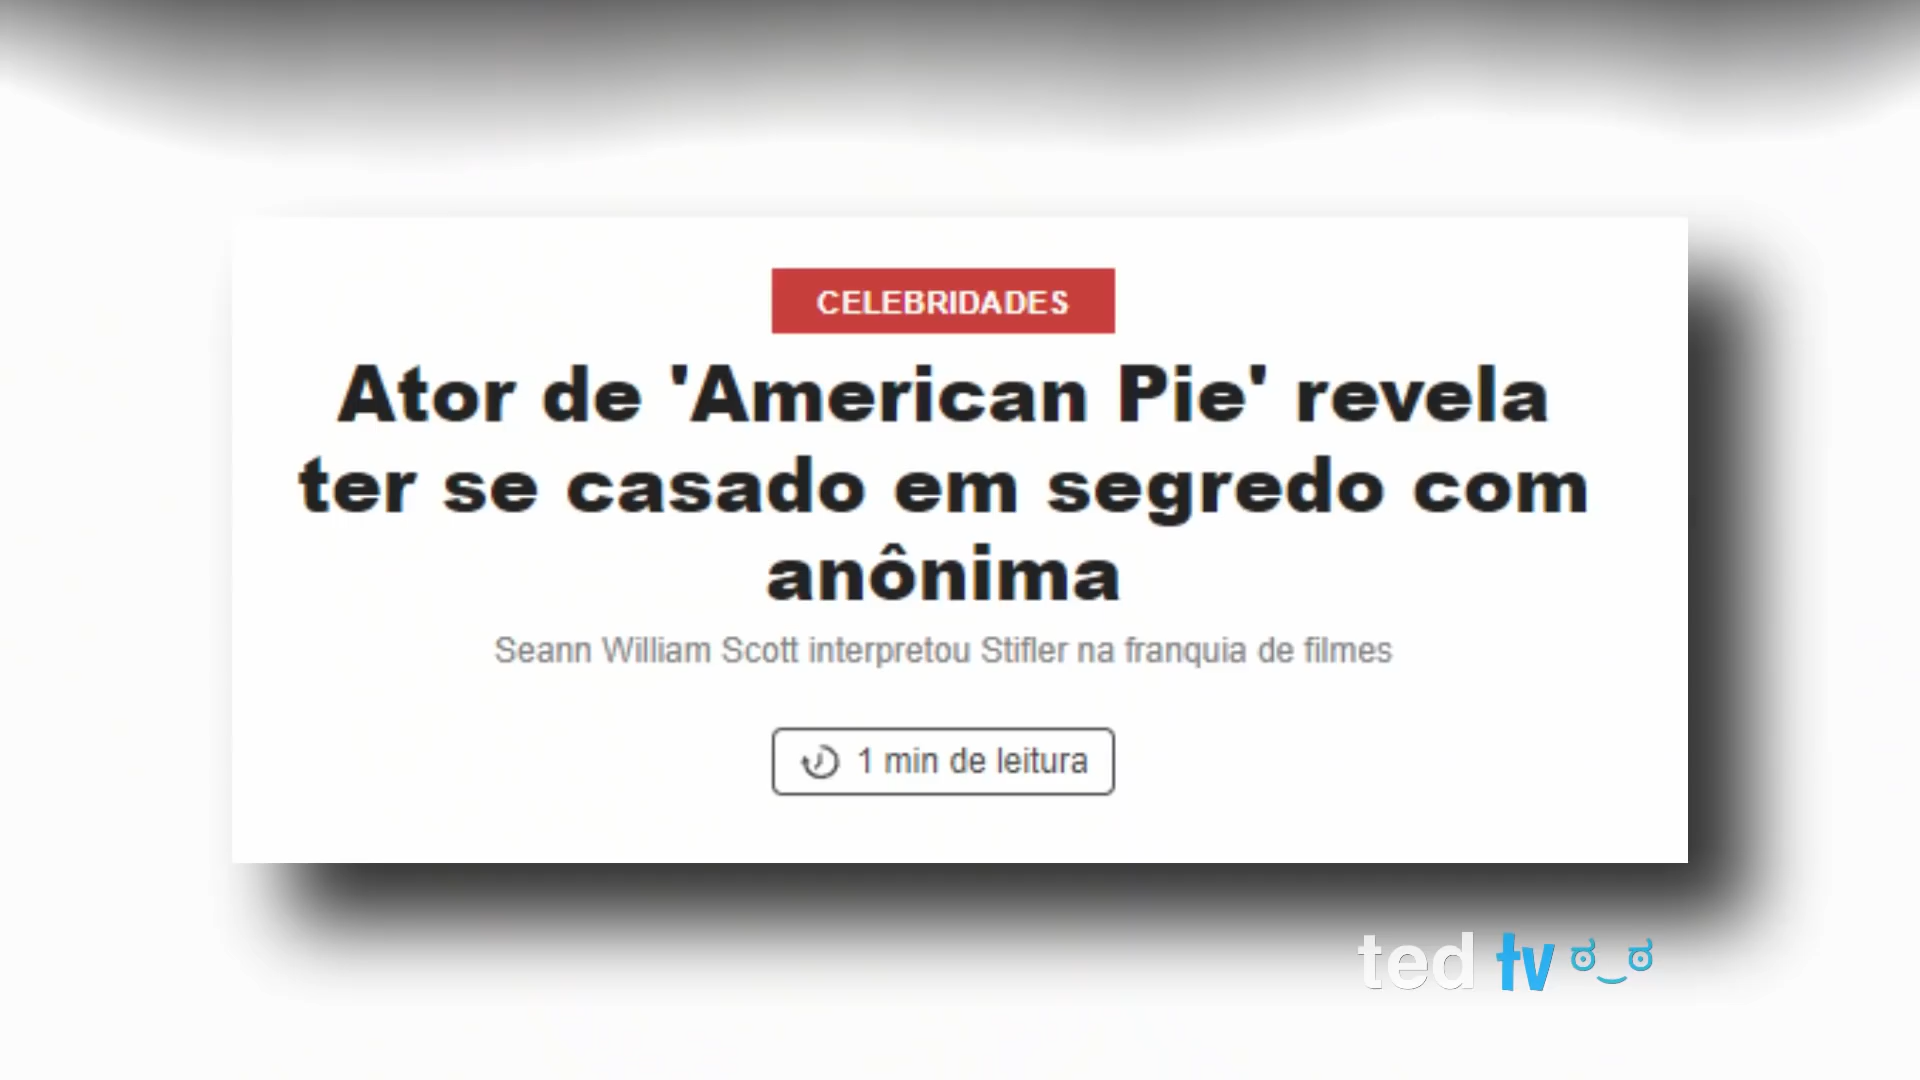 CELEBRIDADES
Ator de 'American Pie' revela
ter se casado em segredo com
anônima
Seann William Scott interpretou Stifler na franquia de filmes
1 min de leitura
ted tv ಠ‿ಠ